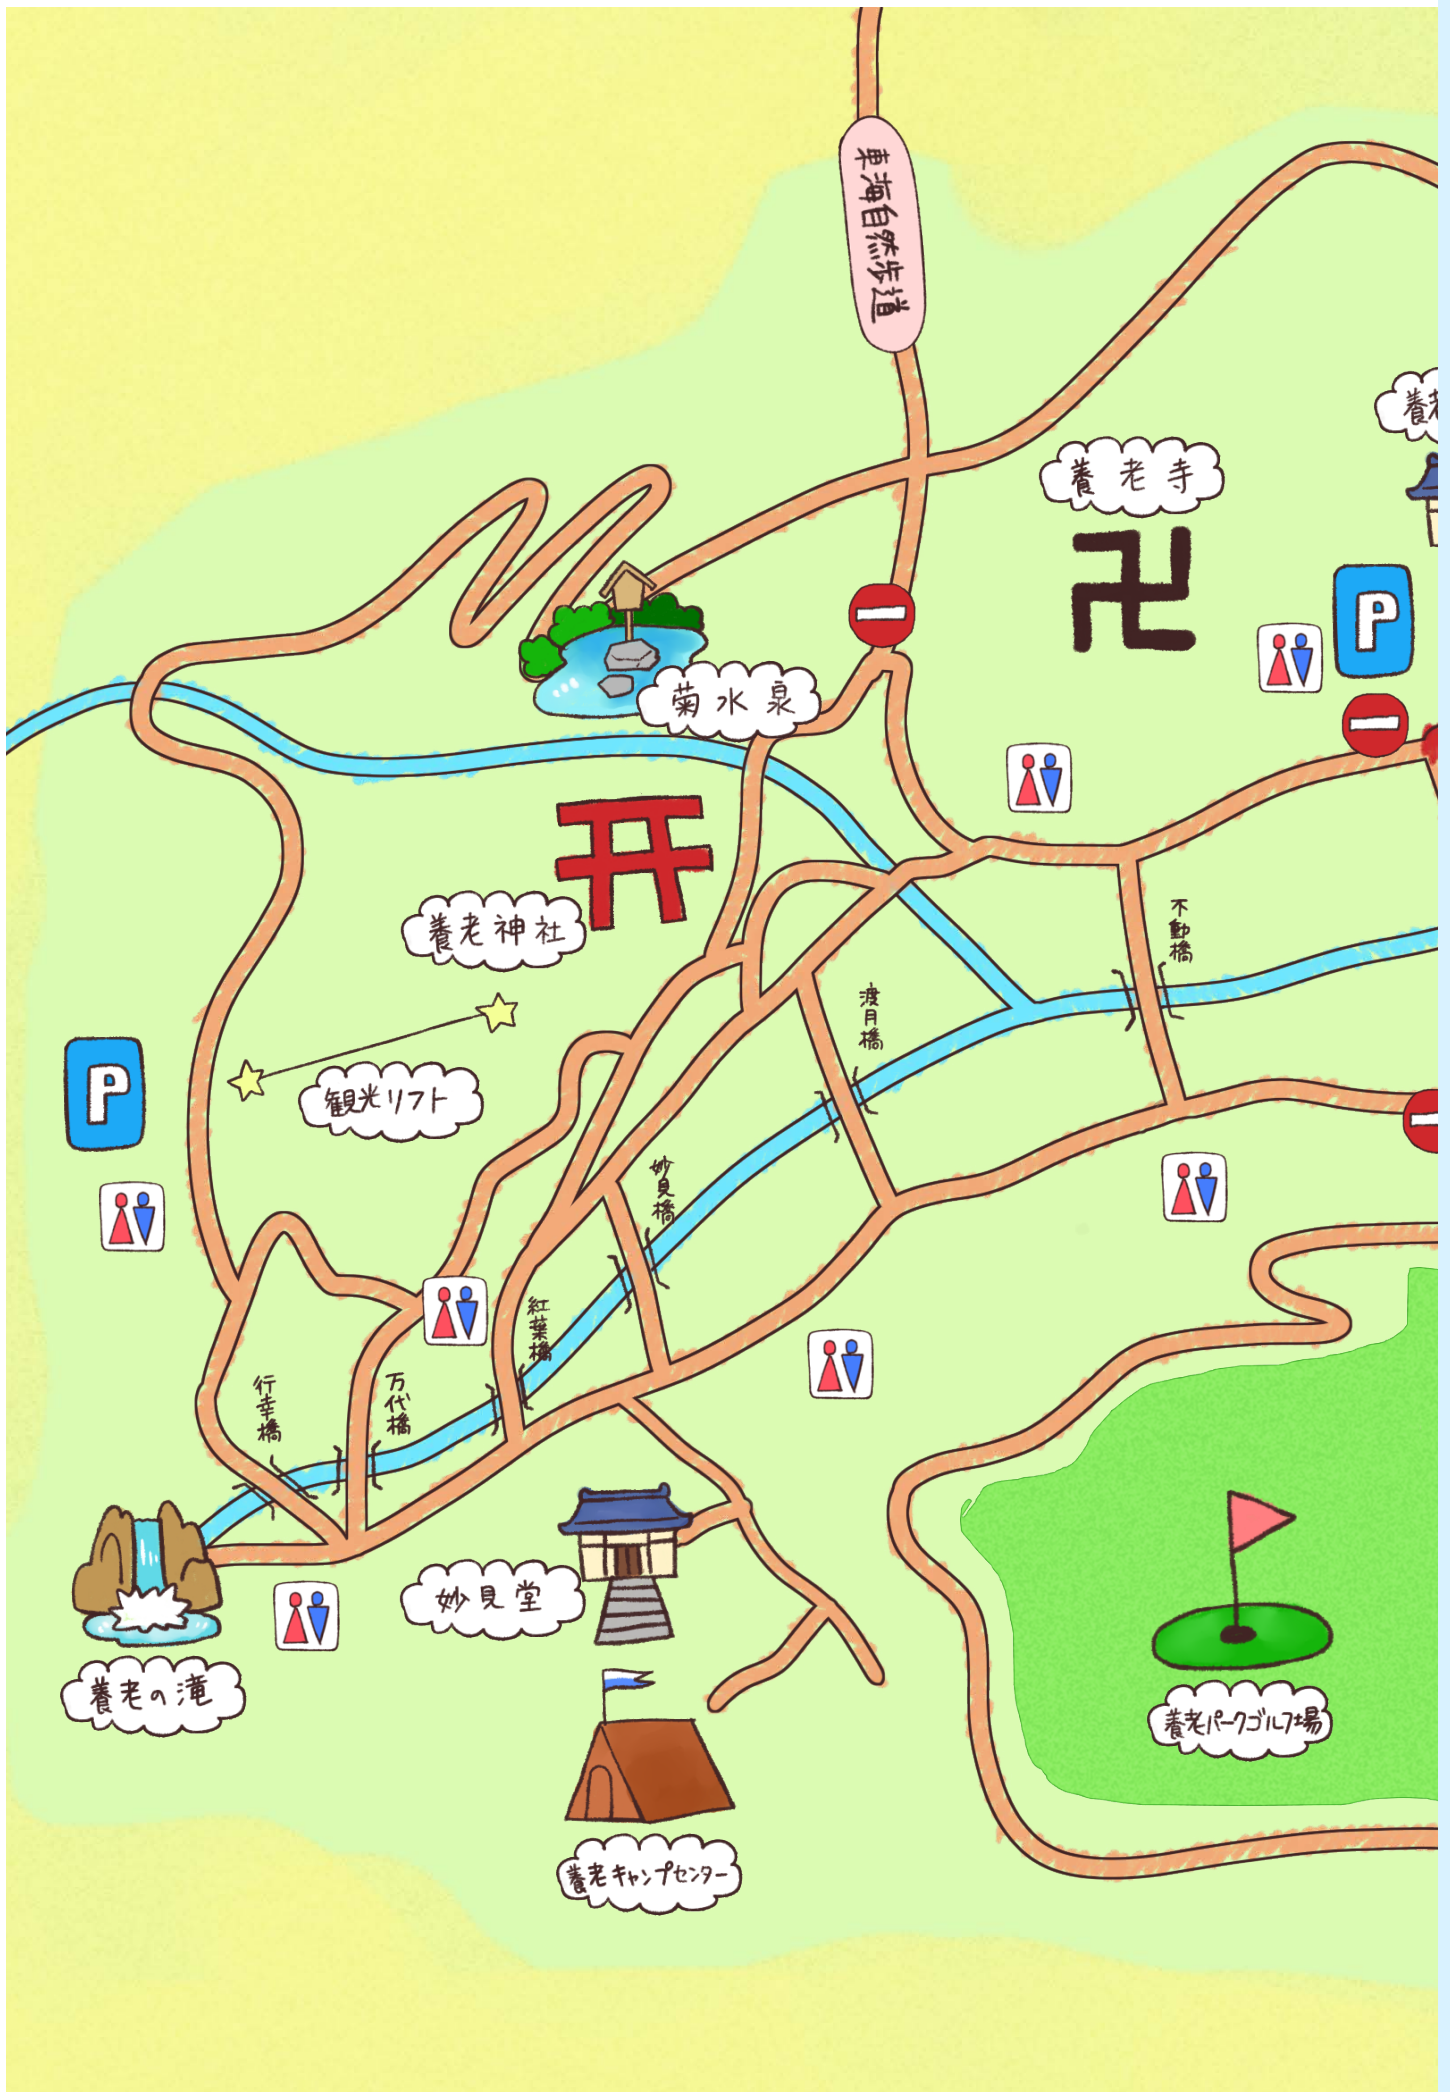 東海自然歩道
養老
養老寺
P
菊水泉
養老神社
不動橋
渡月橋
P
観光リフト
妙見橋
紅葉橋
万代橋
行幸橋
妙見堂
養老の滝
養老パークゴルフ場
養老キャンプセンター